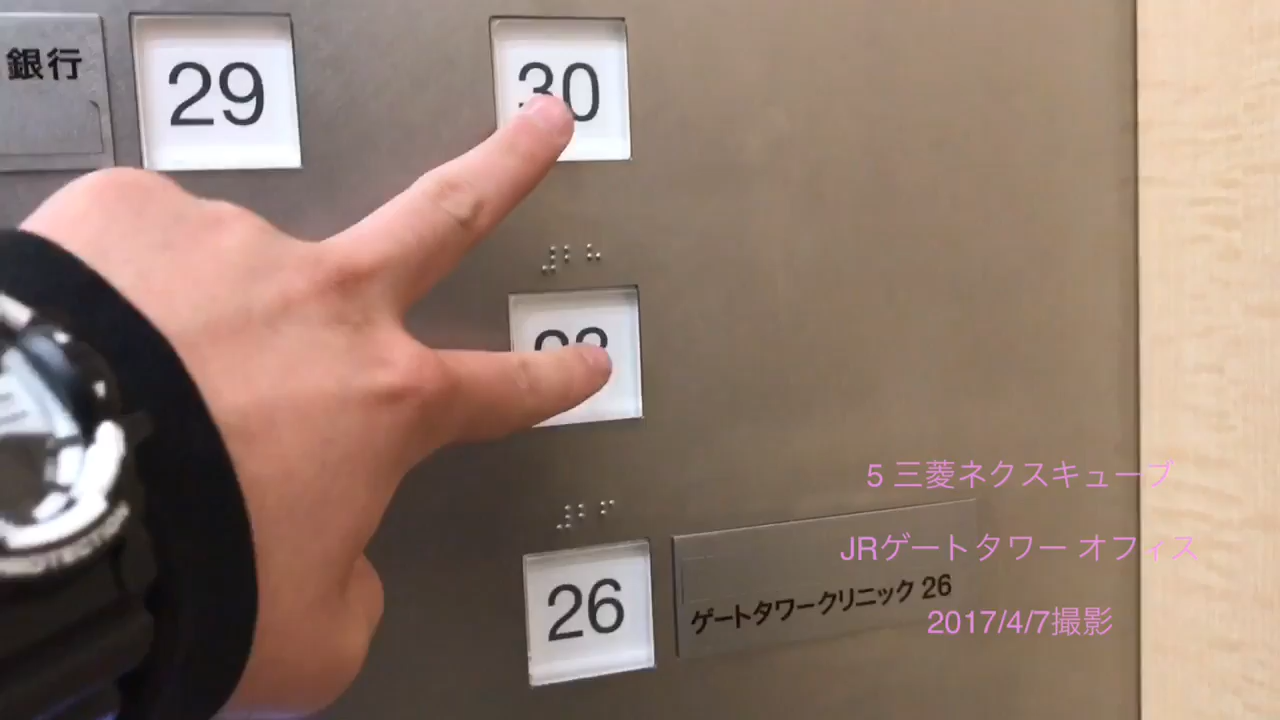 銀行
29
30
28
26
ゲートタワークリニック 26
5 三菱ネクスキューブ
JRゲートタワー オフィス
2017/4/7撮影